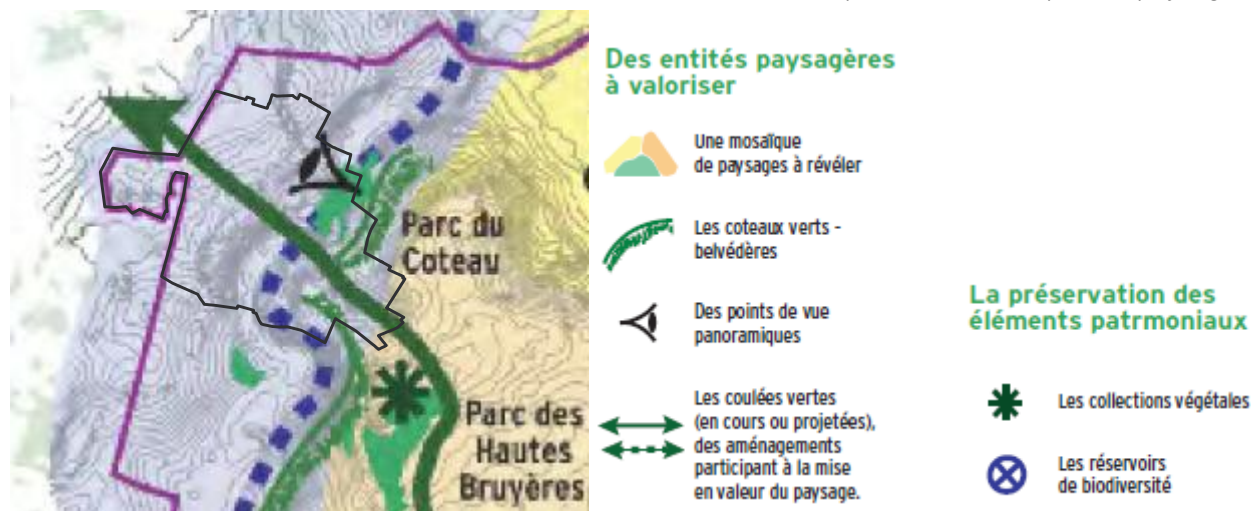 Parc du
Coteau
Parc des
Hautes
Bruyères
Des entités paysagères
à valoriser
Une mosaïque
de paysages à révéler
Les coteaux verts -
belvédères
Des points de vue
panoramiques
Les coulées vertes
(en cours ou projetées),
des aménagements
participant à la mise
en valeur du paysage.
La préservation des
éléments patrmoniaux
Les collections végétales
Les réservoirs
de biodiversité